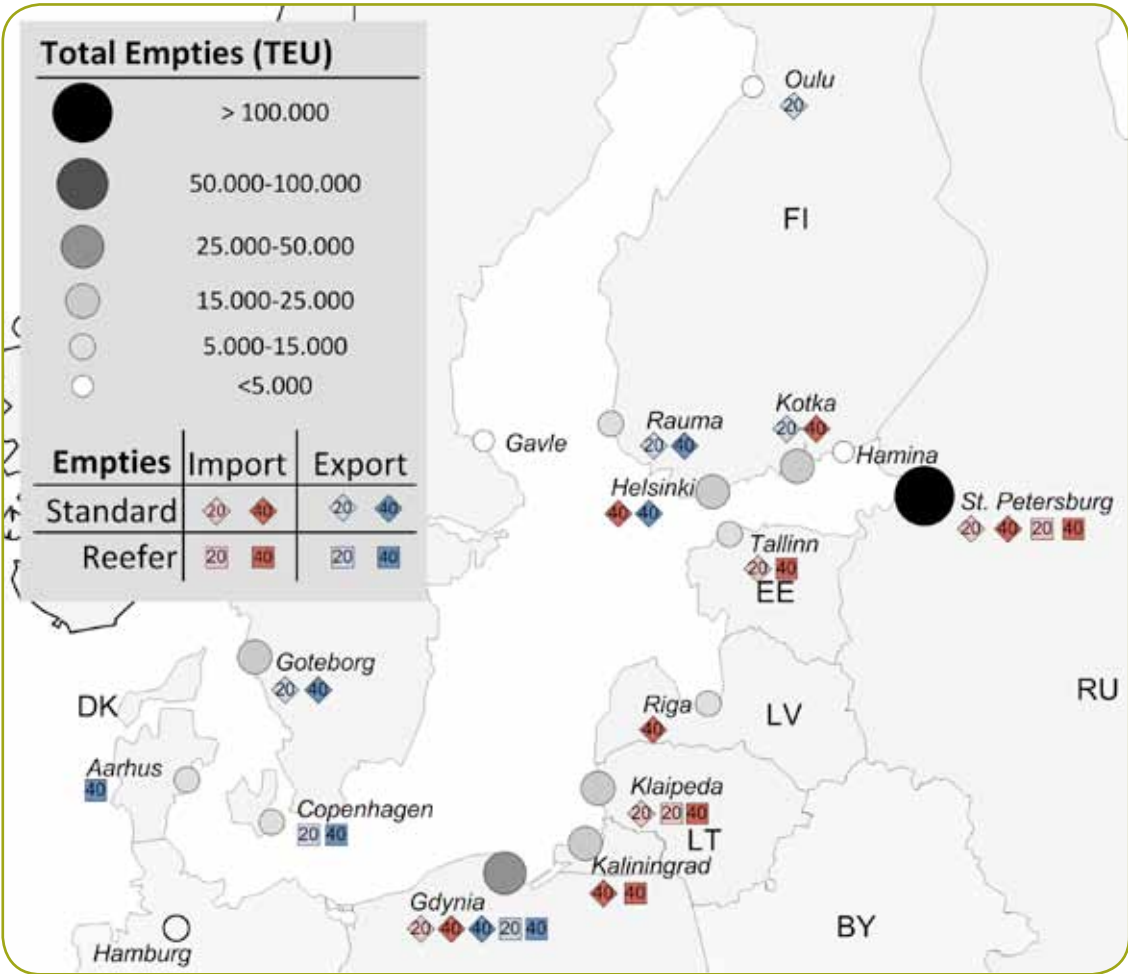 Total Empties (TEU)
> 100.000
50.000-100.000
25.000-50.000
15.000-25.000
5.000-15.000
<5.000
Empties Import Export
Standard 20 40 20 40
Reefer 20 40 20 40
Oulu
20
FI
Kotka
20 40
Rauma
20 40
Gavle
Hamina
Helsinki
40 40
St. Petersburg
20 40 20 40
Tallinn
20 40
EE
Goteborg
20 40
DK
RU
Riga
40
LV
Aarhus
40
Klaipeda
20 20 40
LT
Copenhagen
20 40
Kaliningrad
40 40
Gdynia
20 40 40 20 40
BY
Hamburg